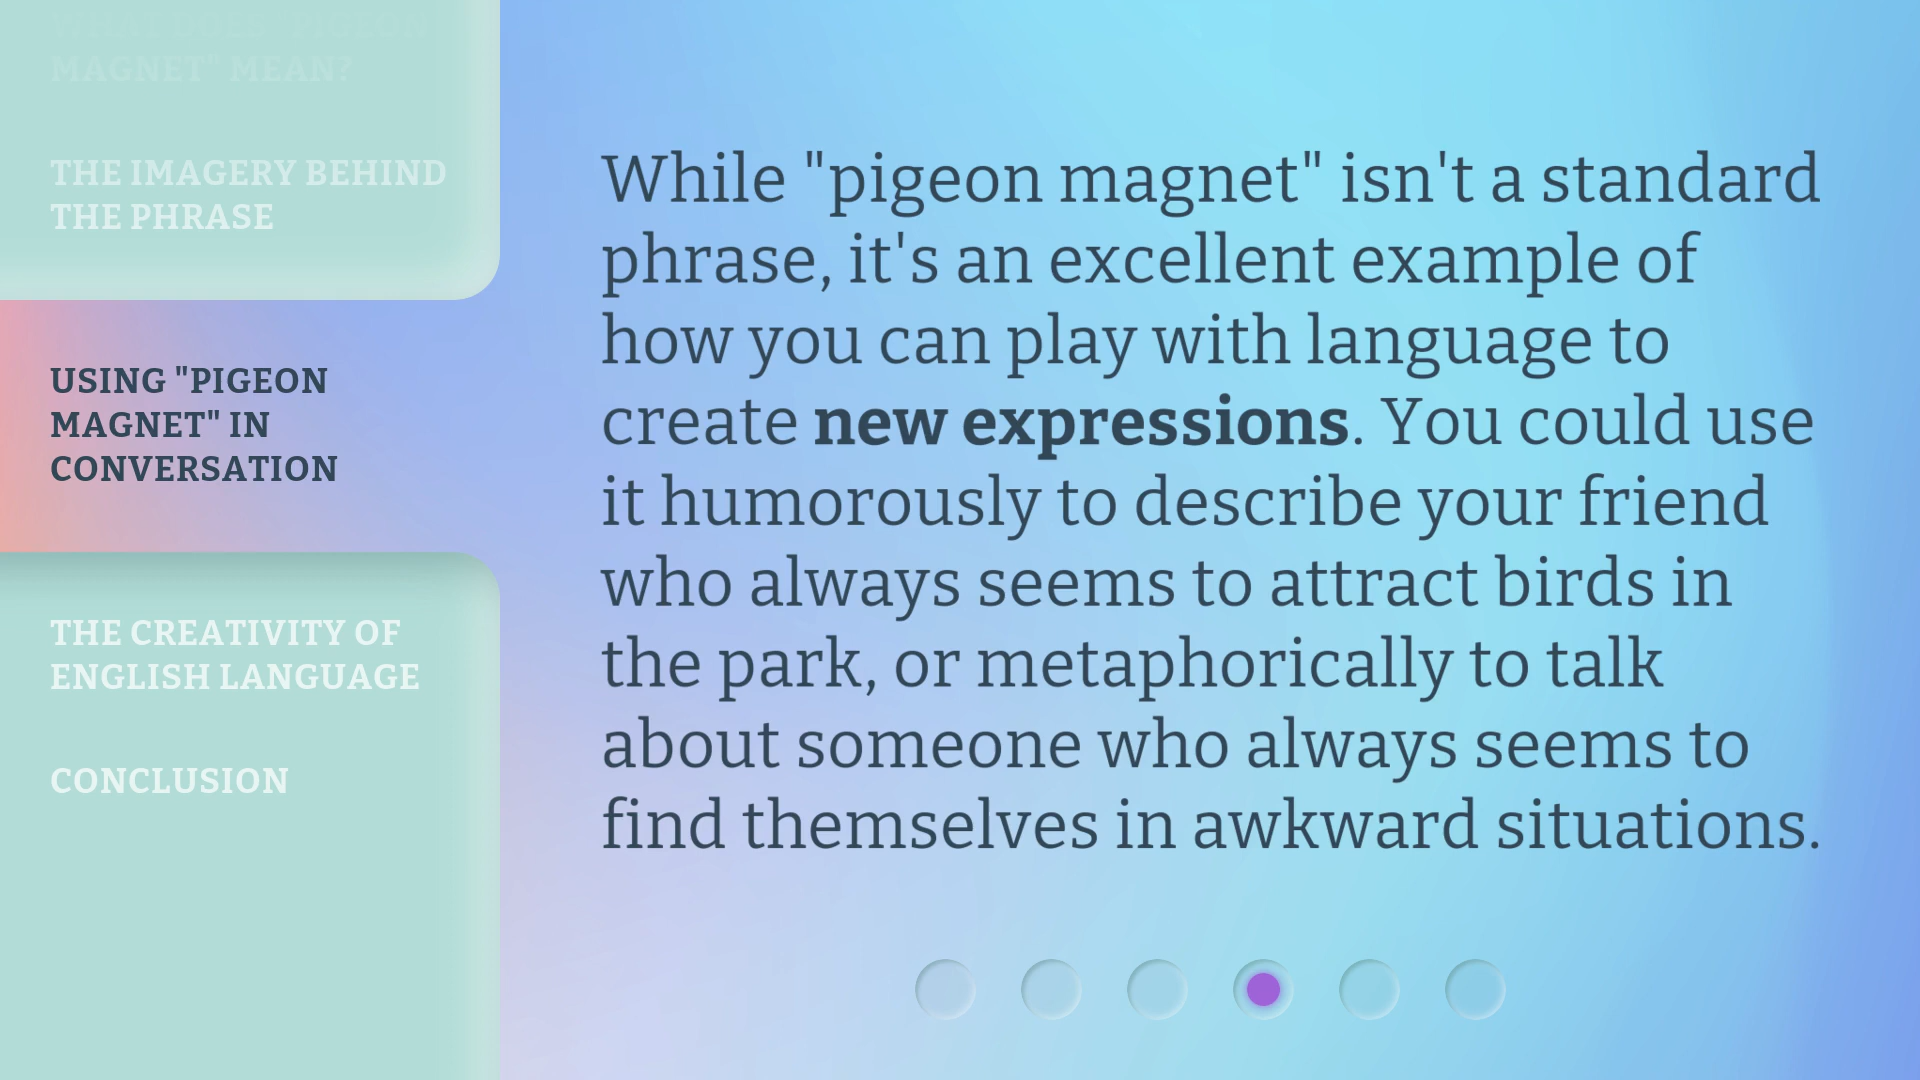 WHAT DOES "PIGEON
MAGNET" MEAN?
THE IMAGERY BEHIND
THE PHRASE
USING "PIGEON
MAGNET" IN
CONVERSATION
THE CREATIVITY OF
ENGLISH LANGUAGE
CONCLUSION
While "pigeon magnet" isn't a standard
phrase, it's an excellent example of
how you can play with language to
create new expressions. You could use
it humorously to describe your friend
who always seems to attract birds in
the park, or metaphorically to talk
about someone who always seems to
find themselves in awkward situations.